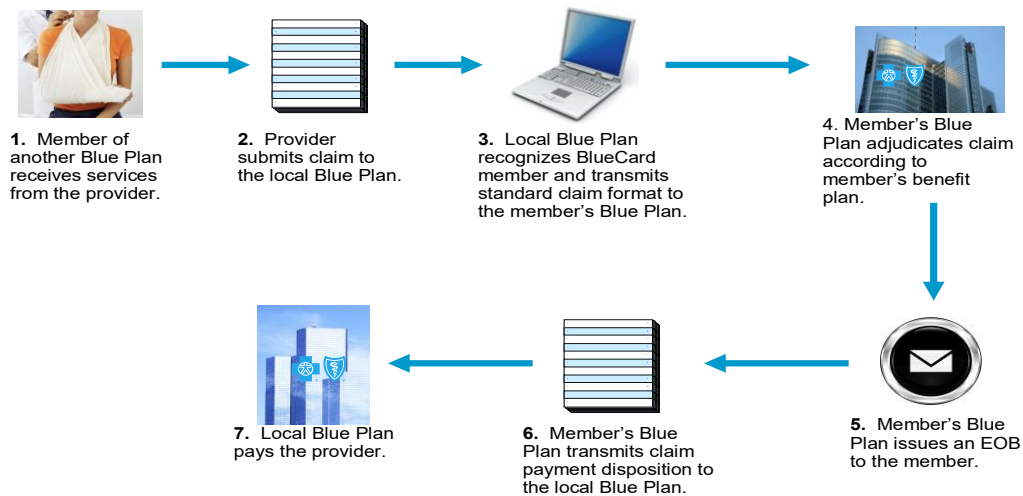 1. Member of
another Blue Plan
receives services
from the provider.
2. Provider
submits claim to
the local Blue Plan.
3. Local Blue Plan
recognizes BlueCard
member and transmits
standard claim format to
the member’s Blue Plan.
4. Member’s Blue
Plan adjudicates claim
according to
member’s benefit
plan.
5. Member’s Blue
Plan issues an EOB
to the member.
6. Member’s Blue
Plan transmits claim
payment disposition to
the local Blue Plan.
7. Local Blue Plan
pays the provider.